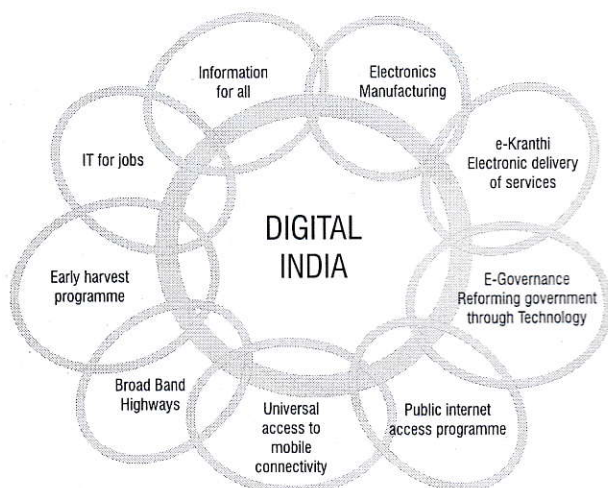 Information
for all
Electronics
Manufacturing
e-Kranthi
Electronic delivery
of services
IT for jobs
DIGITAL
INDIA
Early harvest
programme
E-Governance
Reforming government
through Technology
Broad Band
Highways
Universal
access to
mobile
connectivity
Public internet
access programme